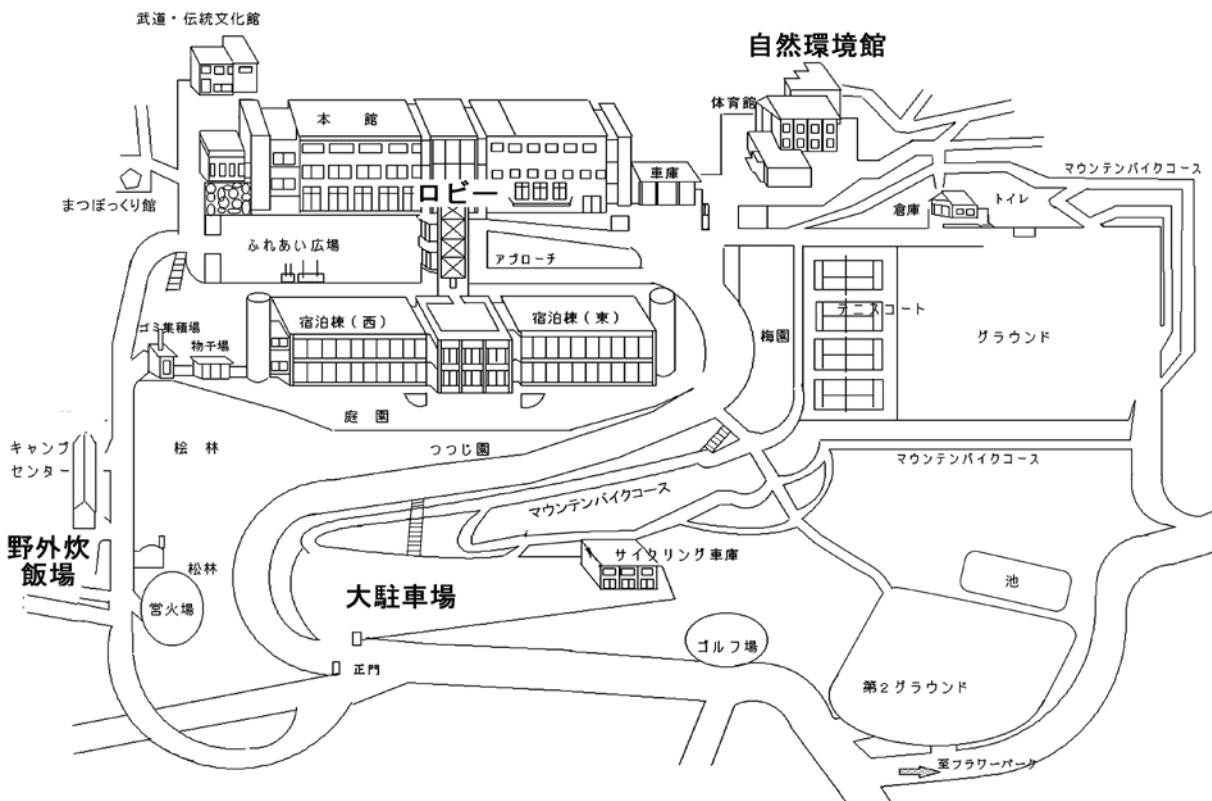 武道・伝統文化館
自然環境館
体育館
本館
車庫
マウンテンバイクコース
まつぼっくり館
ロビー
倉庫
トイレ
ふれあい広場
アプローチ
宿泊棟(西)
宿泊棟(東)
テニスコート
ゴミ集積場
物干場
梅園
グラウンド
庭園
キャンプ
センター
桧林
つつじ園
マウンテンバイクコース
マウンテンバイクコース
野外炊
飯場
松林
サイクリング車庫
池
大駐車場
営火場
ゴルフ場
正門
第2グラウンド
至フラワーパーク